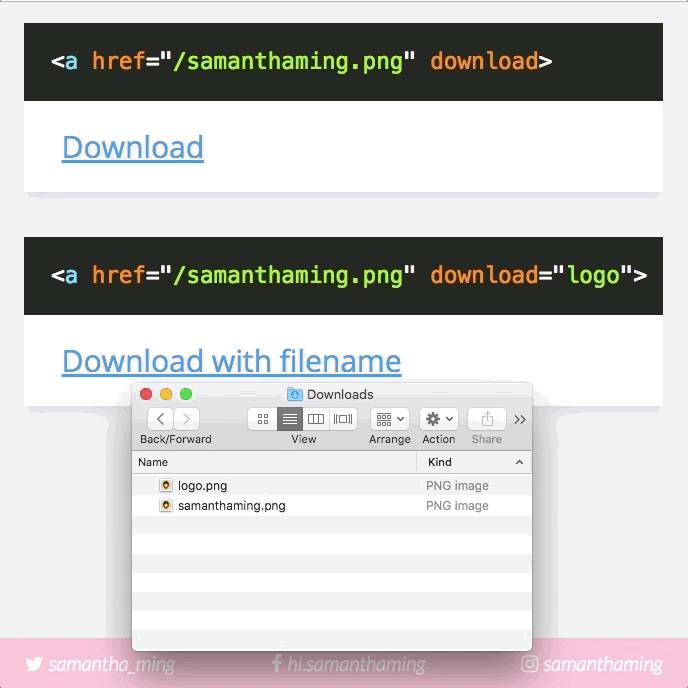 <a href="/samanthaming.png" download>
Download
<a href="/samanthaming.png" download="logo">
Download with filename
Downloads
Back/Forward View Arrange Action Share
Name Kind
logo.png PNG image
samanthaming.png PNG image
samantha_ming hi.samanthaming samanthaming